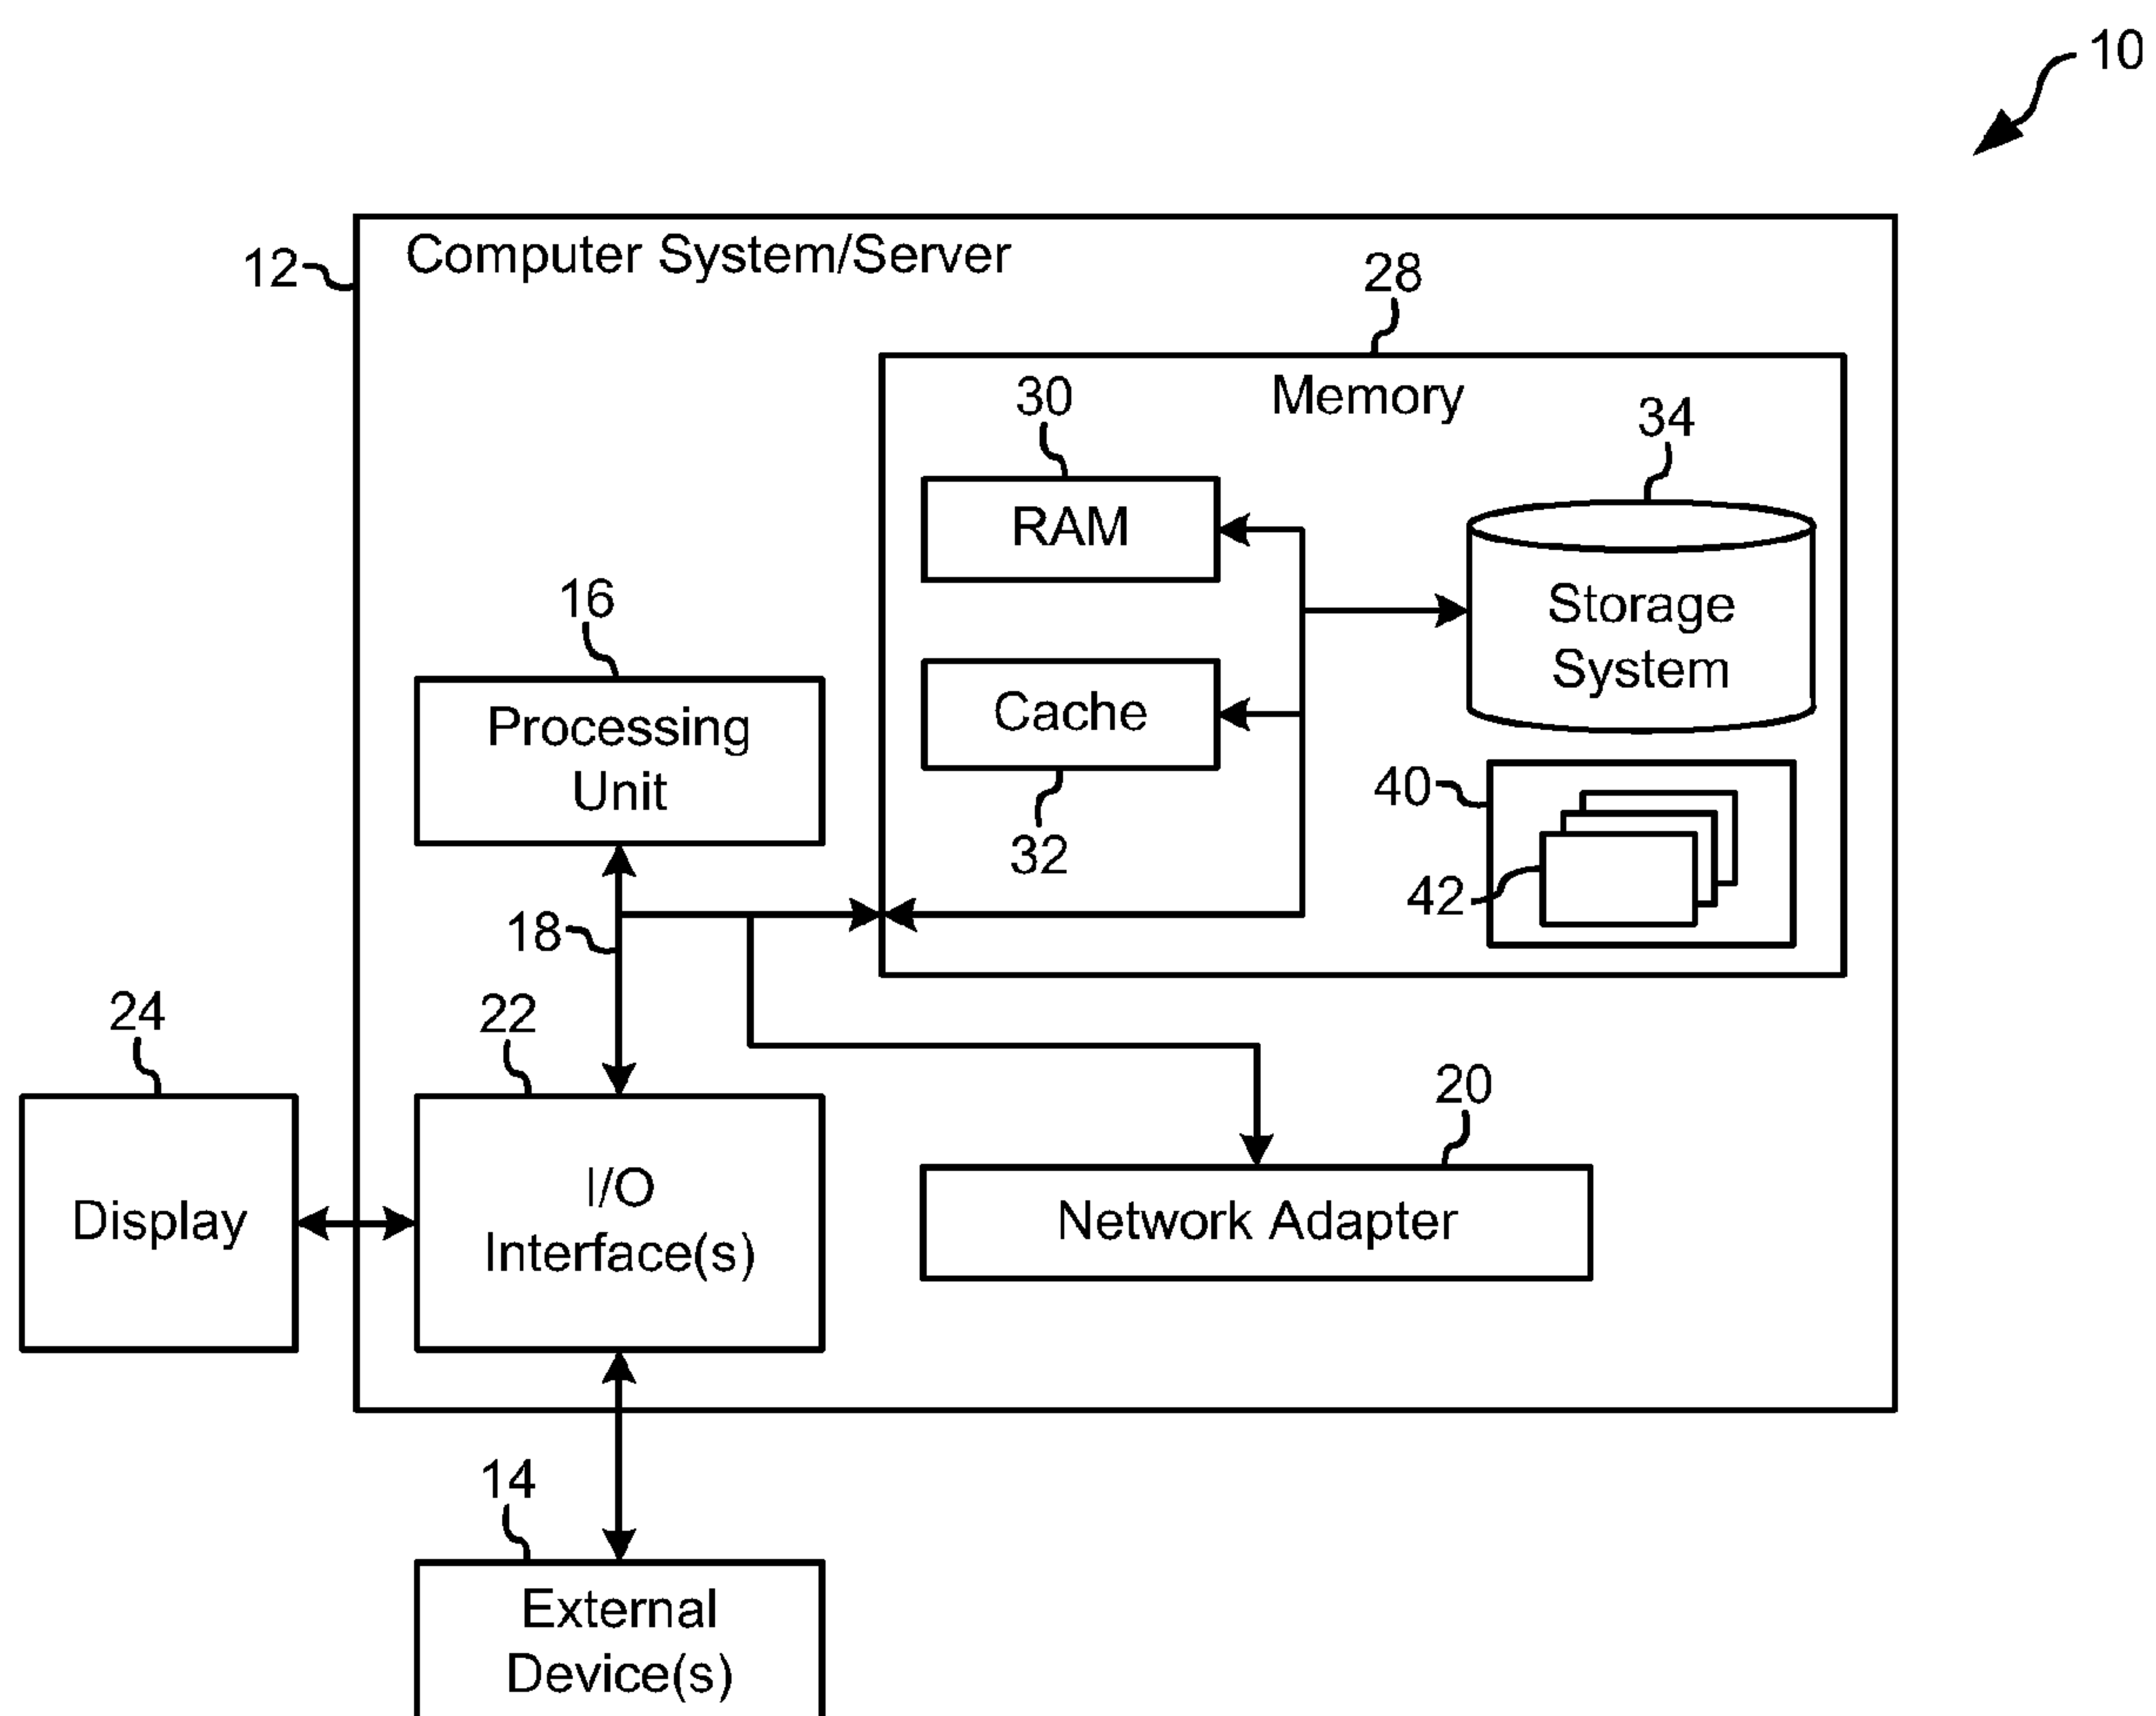 10
12
Computer System/Server
28
Memory
30
34
RAM
16
Storage
System
Processing
Unit
Cache
40
32
42
18
24
22
20
Display
I/O
Interface(s)
Network Adapter
14
External
Device(s)